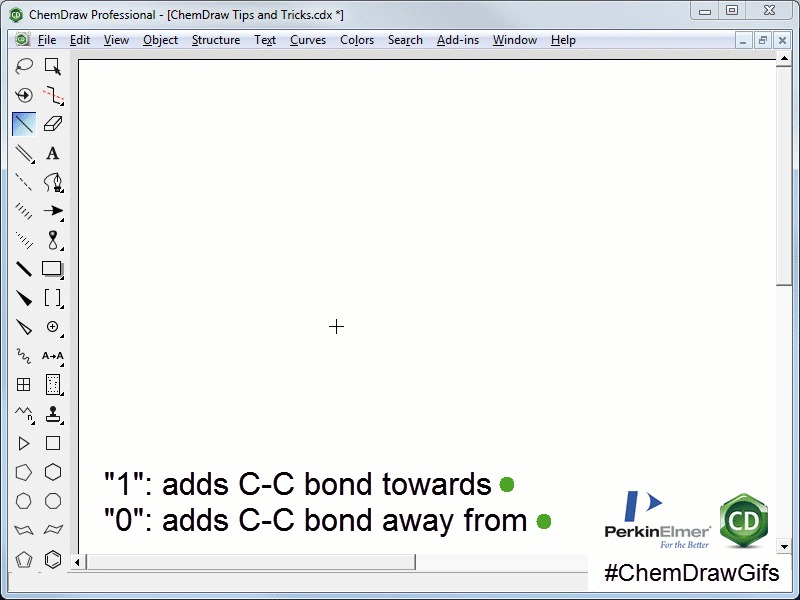 ChemDraw Professional - [ChemDraw Tips and Tricks.cdx *]
File Edit View Object Structure Text Curves Colors Search Add-ins Window Help
A
A→A
n
"1": adds C-C bond towards
"0": adds C-C bond away from
PerkinElmer
For the Better
CD
#ChemDrawGifs